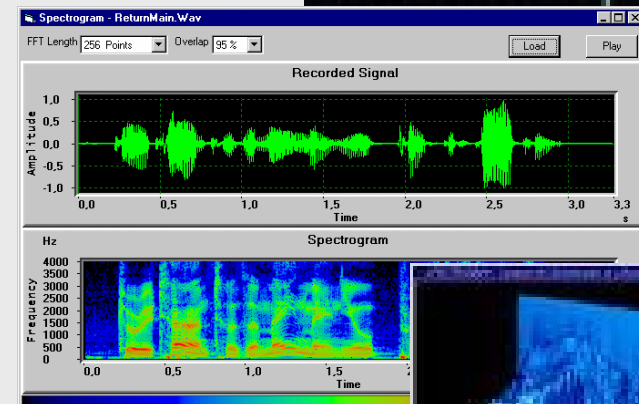 Spectrogram - ReturnMain.Wav
FFT Length 256 Points Overlap 95 % Load Play
Recorded Signal
Amplitude
1,0
0,5
0,0
-0,5
-1,0
0,0 0,5 1,0 1,5 2,0 2,5 3,0 3,3
Time s
Hz Spectrogram
Frequency
4000
3500
3000
2500
2000
1500
1000
500
0
0,0 0,5 1,0 1,5
Time